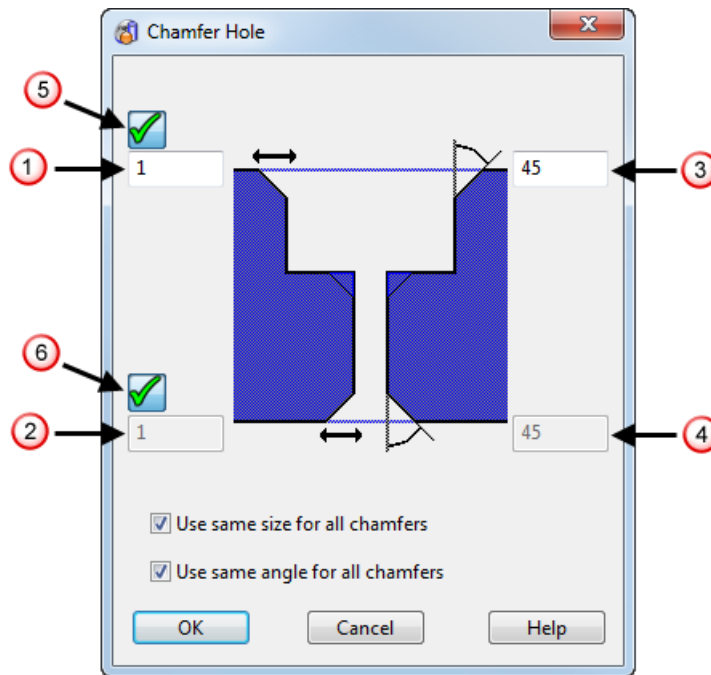 Chamfer Hole
x
5
1
1
45
3
6
2
1
45
4
Use same size for all chamfers
Use same angle for all chamfers
OK
Cancel
Help